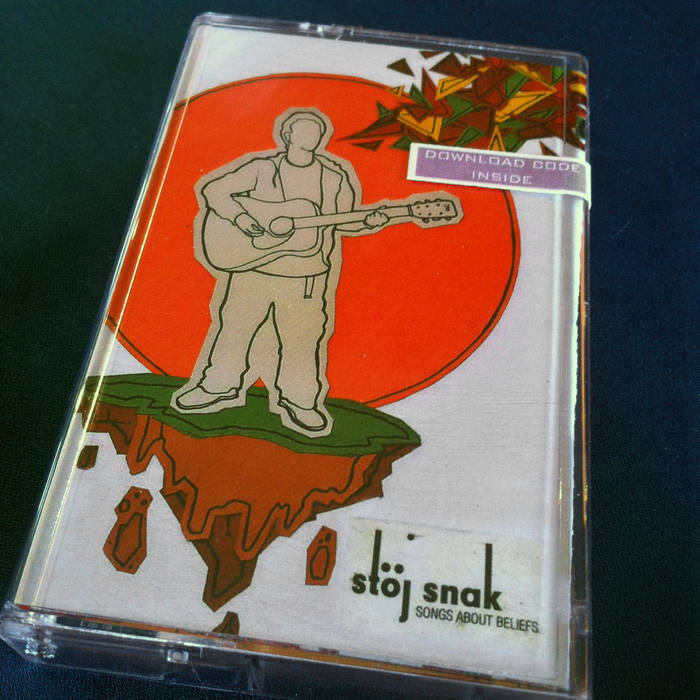 DOWNLOAD CODE
INSIDE
stöj snak
SONGS ABOUT BELIEFS